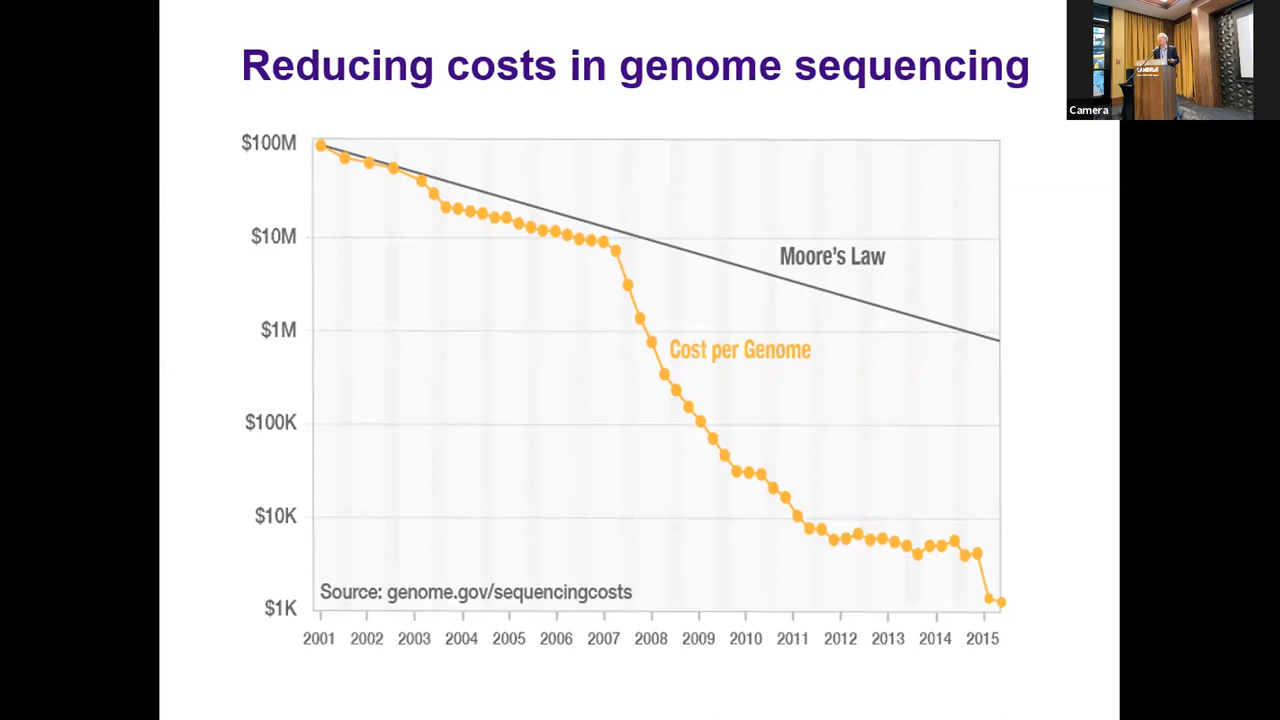 Reducing costs in genome sequencing
Camera
$100M
$10M
Moore's Law
$1M
Cost per Genome
$100K
$10K
Source: genome.gov/sequencingcosts
$1K
2001 2002 2003 2004 2005 2006 2007 2008 2009 2010 2011 2012 2013 2014 2015